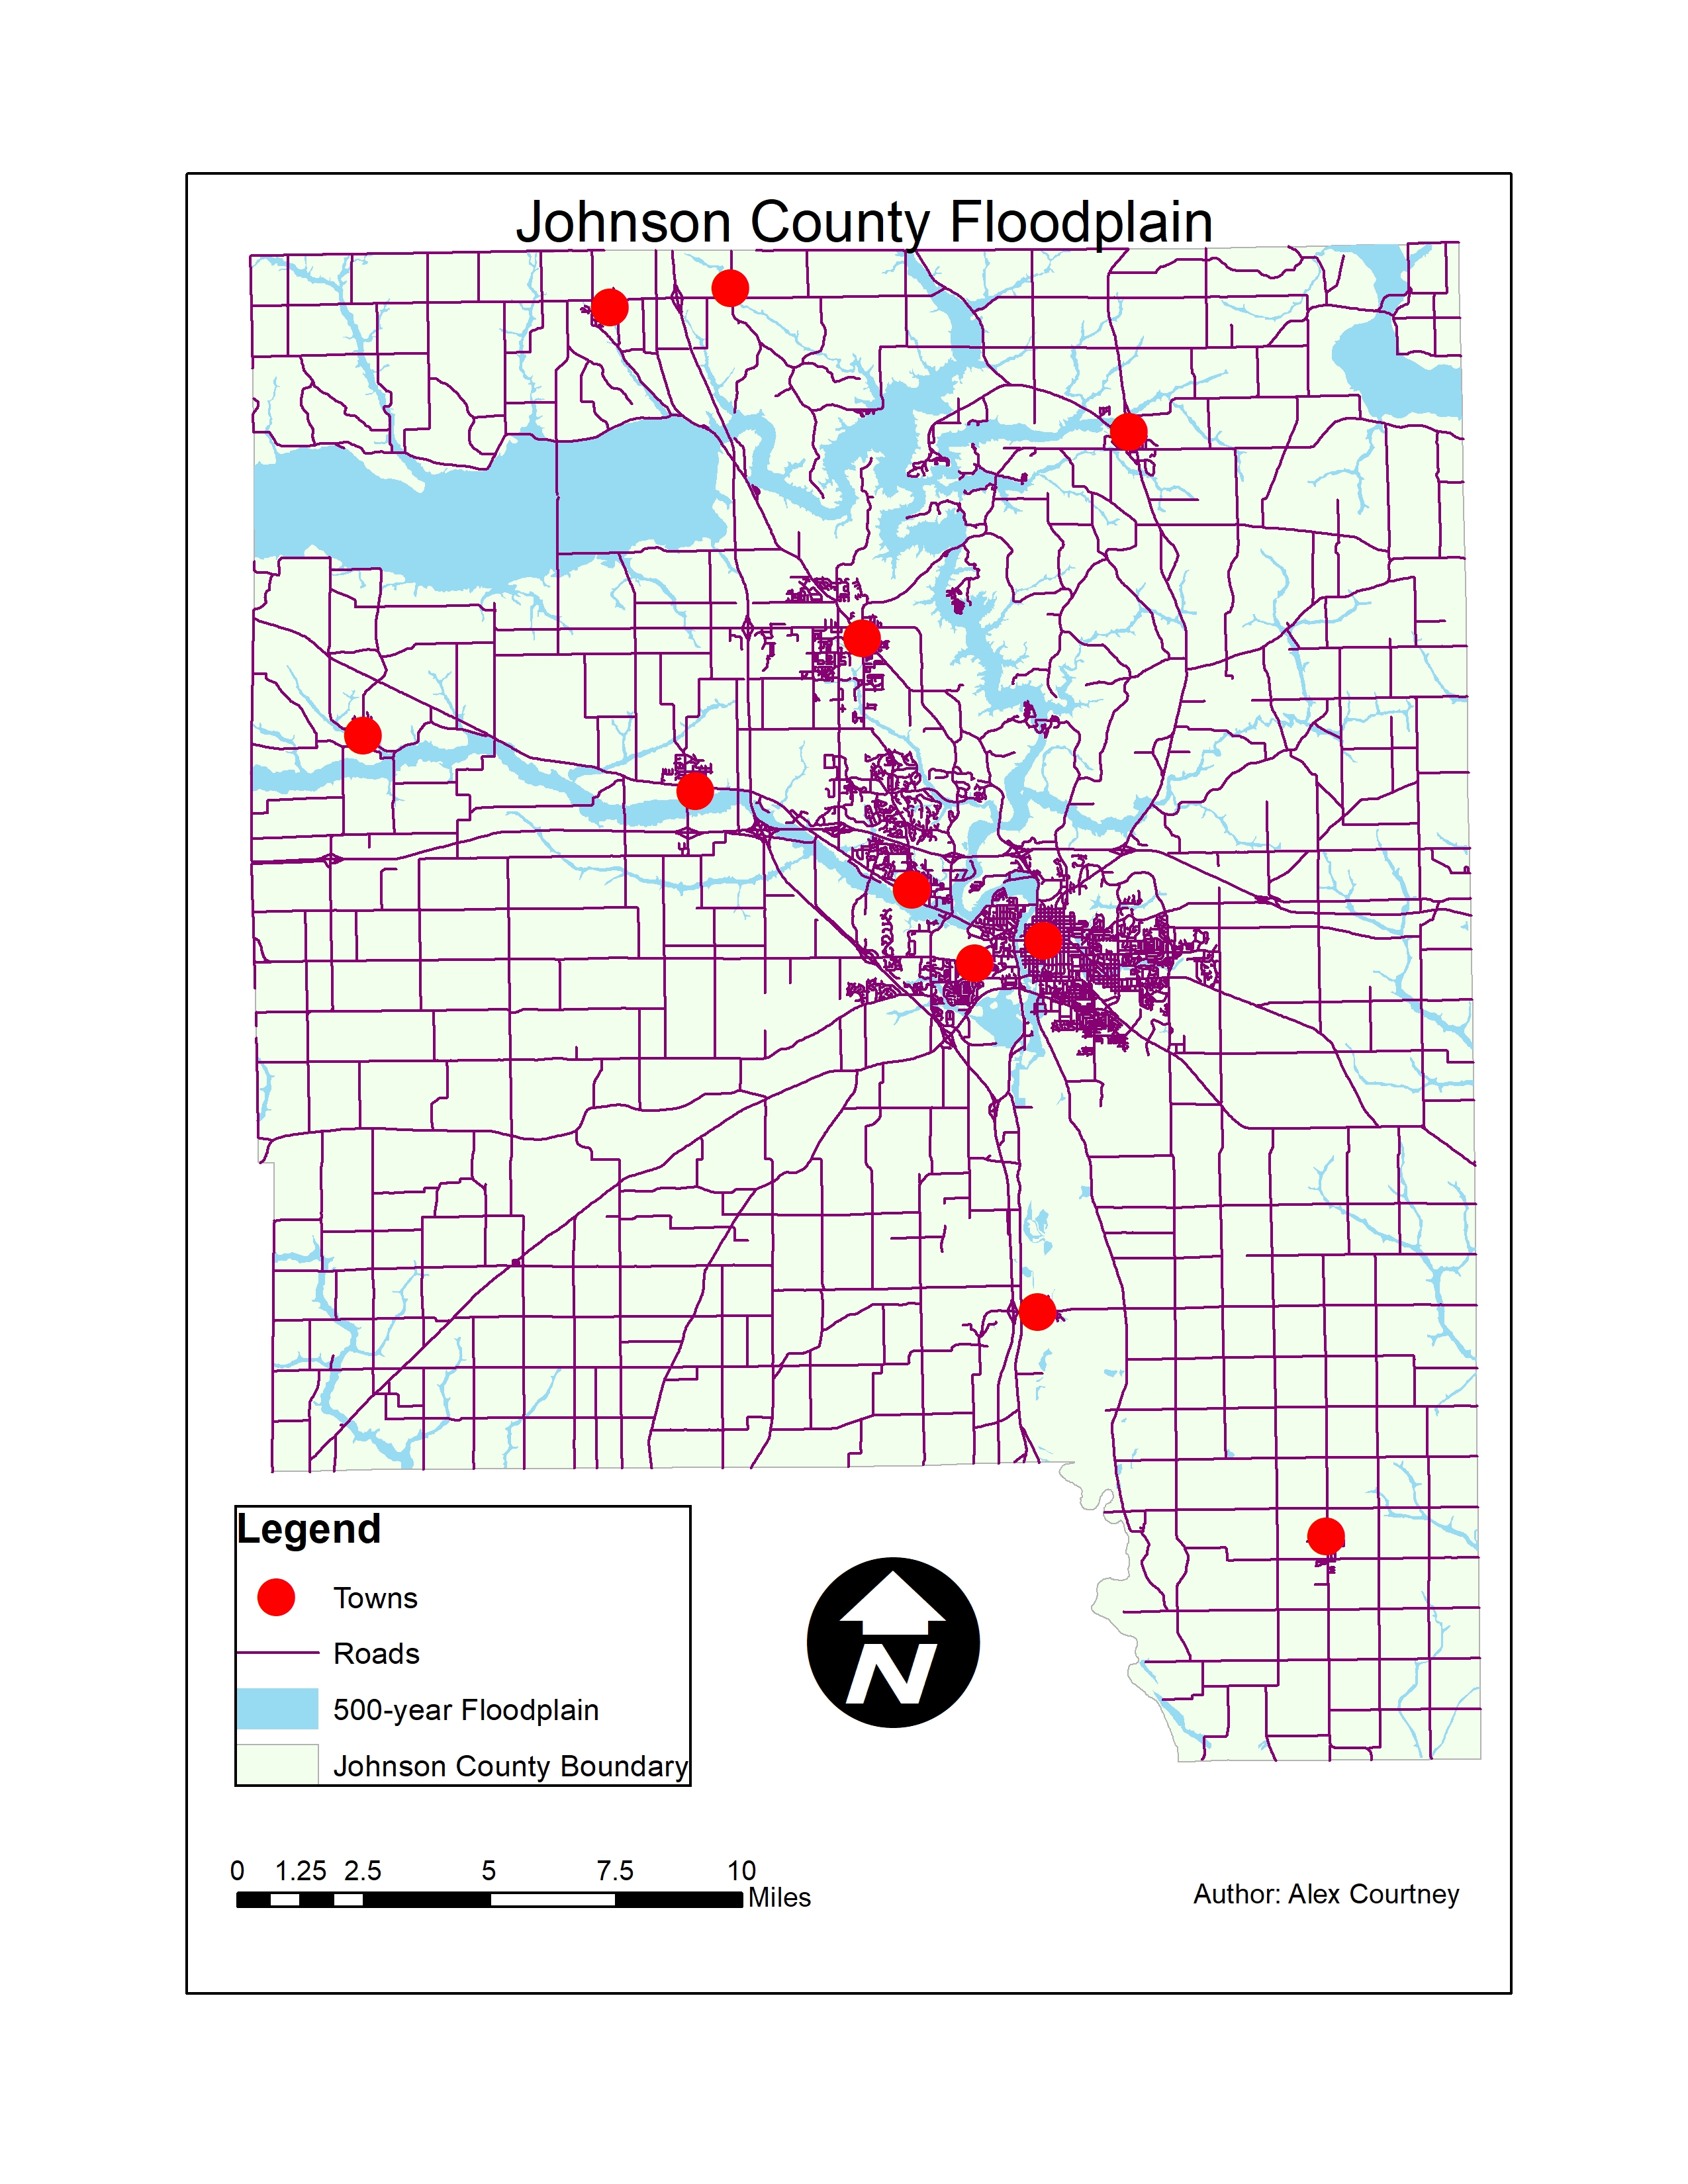 Johnson County Floodplain
Legend
Towns
Roads
500-year Floodplain
Johnson County Boundary
N
0 1.25 2.5 5 7.5 10
Miles
Author: Alex Courtney